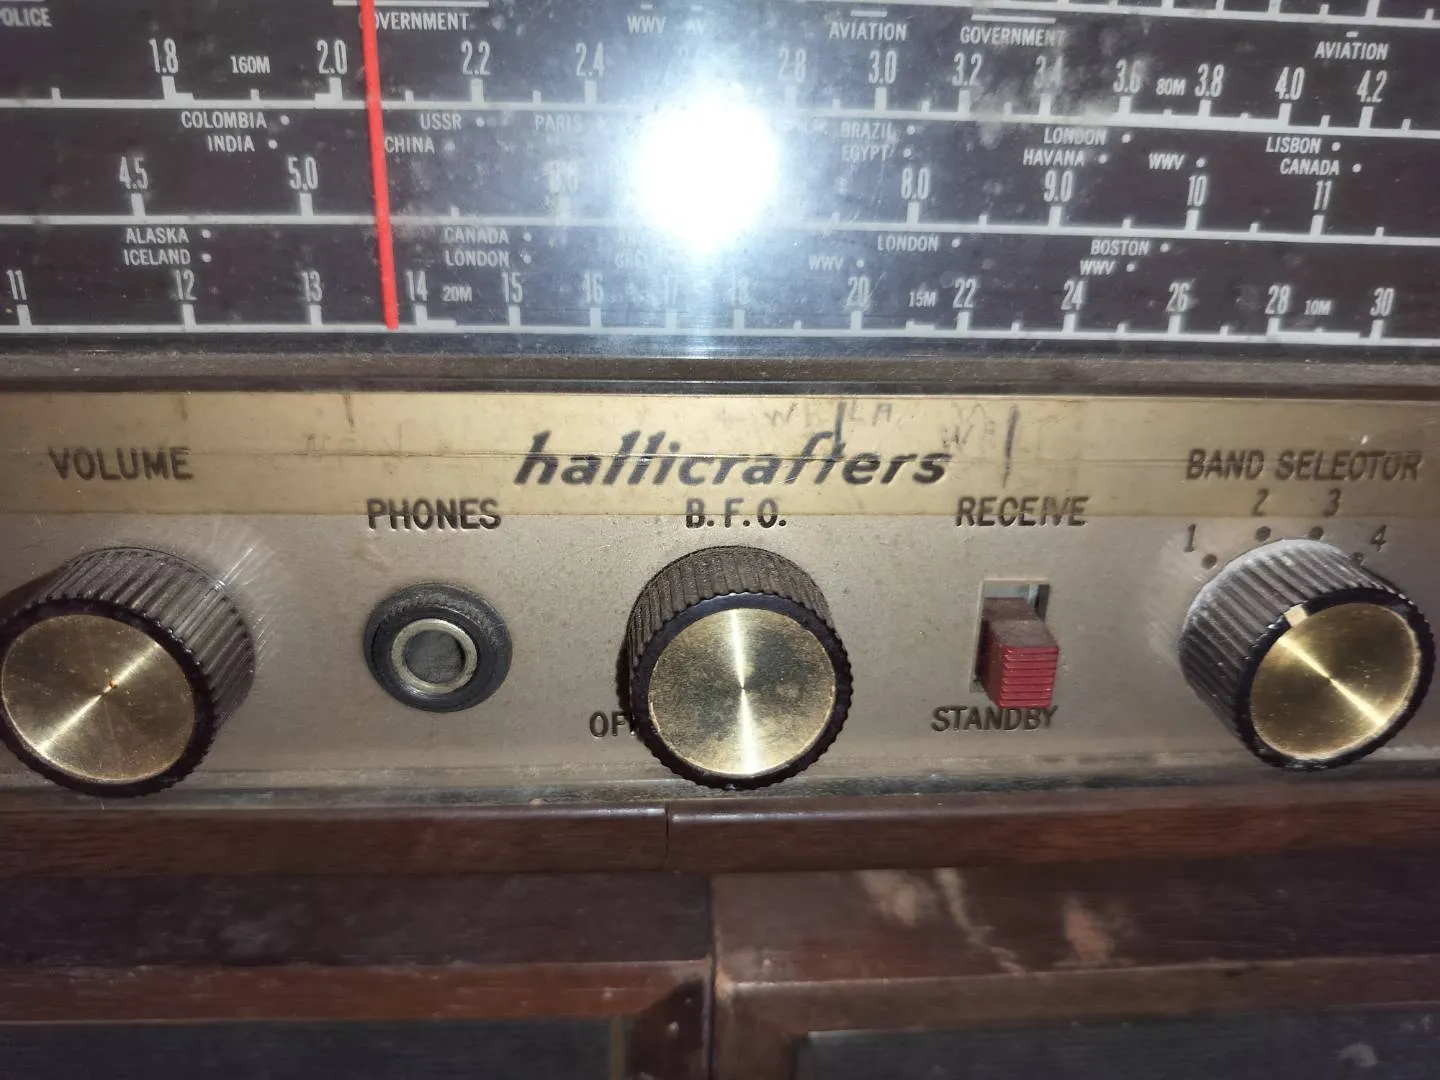 POLICE GOVERNMENT WWV AVIATION GOVERNMENT AVIATION
1.8 160M 2.0 2.2 2.4 2.8 3.0 3.2 3.4 3.6 80M 3.8 4.0 4.2
COLOMBIA USSR PARIS BRAZIL LONDON LISBON
INDIA CHINA EGYPT HAVANA WWV CANADA
4.5 5.0 8.0 9.0 10 11
ALASKA CANADA LONDON BOSTON
ICELAND LONDON WWV WWV
11 12 13 14 20M 15 16 17 18 20 15M 22 24 26 28 10M 30
VOLUME hallicrafters BAND SELECTOR
PHONES B.F.O. RECEIVE
1 2 3 4
STANDBY